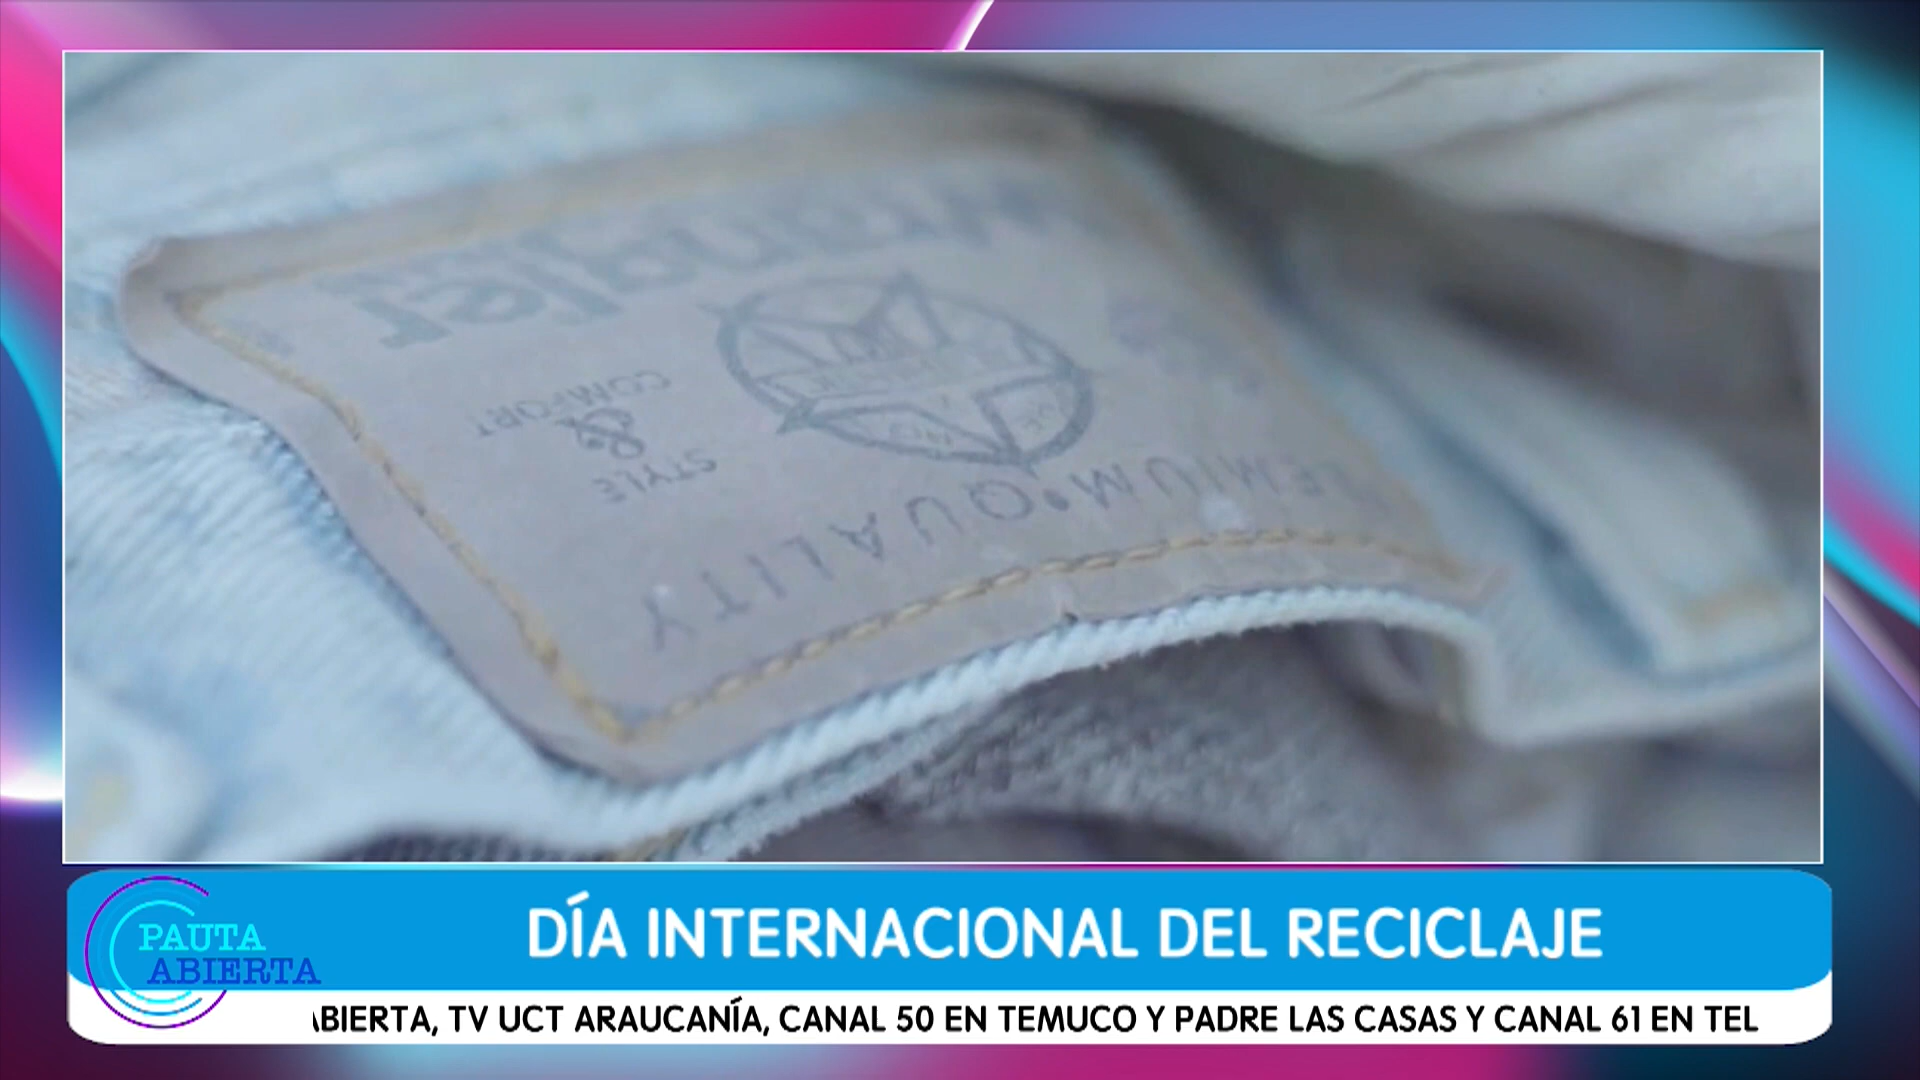 Wrangler
COMFORT
&
STYLE
QUALITY
DÍA INTERNACIONAL DEL RECICLAJE
PAUTA
ABIERTA
ABIERTA, TV UCT ARAUCANÍA, CANAL 50 EN TEMUCO Y PADRE LAS CASAS Y CANAL 61 EN TEL